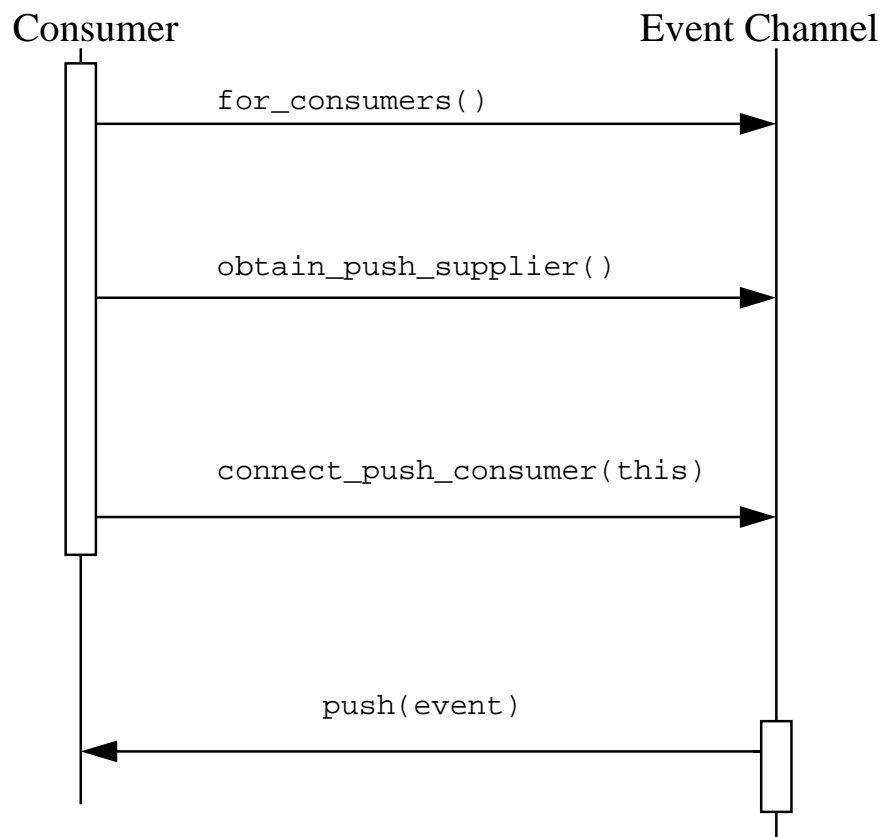 Consumer
Event Channel
for_consumers()
obtain_push_supplier()
connect_push_consumer(this)
push(event)